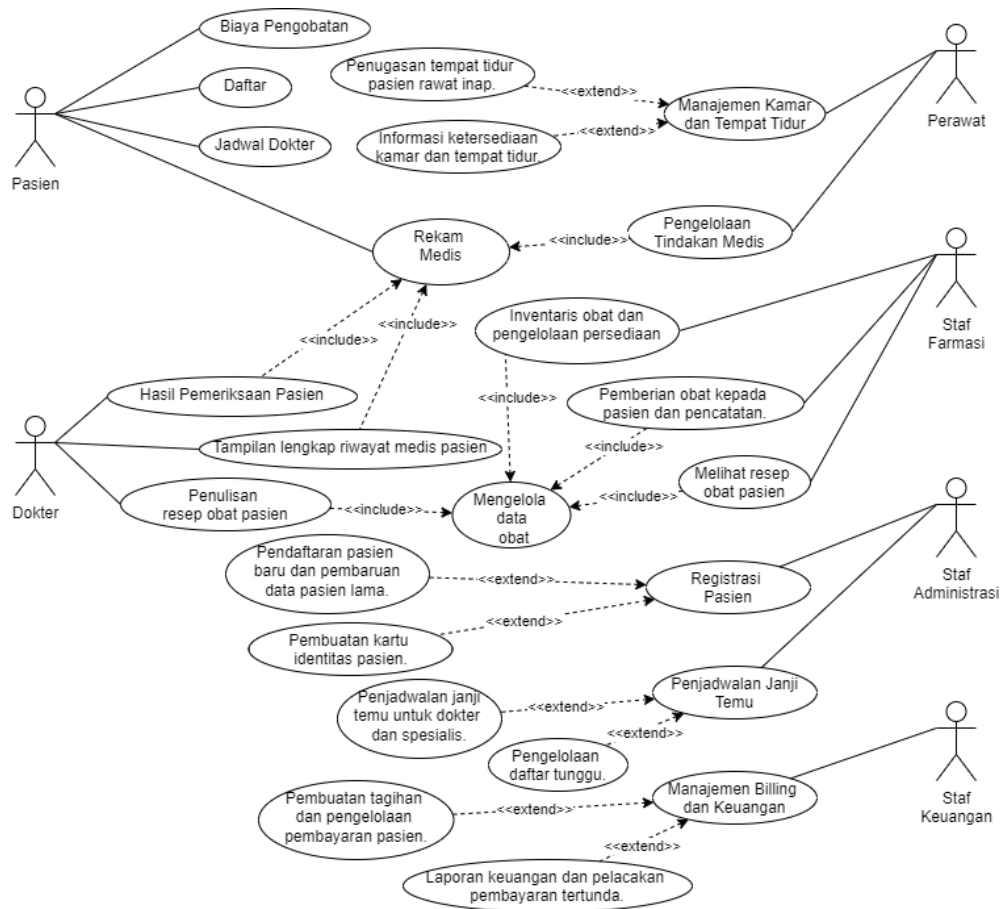 Biaya Pengobatan
Daftar
Jadwal Dokter
Pasien
Penugasan tempat tidur
pasien rawat inap.
<<extend>>
Informasi ketersediaan
kamar dan tempat tidur.
<<extend>>
Manajemen Kamar
dan Tempat Tidur
Perawat
Rekam
Medis
<<include>>
Pengelolaan
Tindakan Medis
<<include>>
<<include>>
Inventaris obat dan
pengelolaan persediaan
Staf
Farmasi
Hasil Pemeriksaan Pasien
<<include>>
Pemberian obat kepada
pasien dan pencatatan.
Tampilan lengkap riwayat medis pasien
<<include>>
Dokter
Penulisan
resep obat pasien
<<include>>
Mengelola
data
obat
<<include>>
Melihat resep
obat pasien
Pendaftaran pasien
baru dan pembaruan
data pasien lama.
<<extend>>
Registrasi
Pasien
Staf
Administrasi
Pembuatan kartu
identitas pasien.
<<extend>>
Penjadwalan janji
temu untuk dokter
dan spesialis.
<<extend>>
Penjadwalan Janji
Temu
Pengelolaan
daftar tunggu.
<<extend>>
Pembuatan tagihan
dan pengelolaan
pembayaran pasien.
<<extend>>
Manajemen Billing
dan Keuangan
Staf
Keuangan
<<extend>>
Laporan keuangan dan pelacakan
pembayaran tertunda.